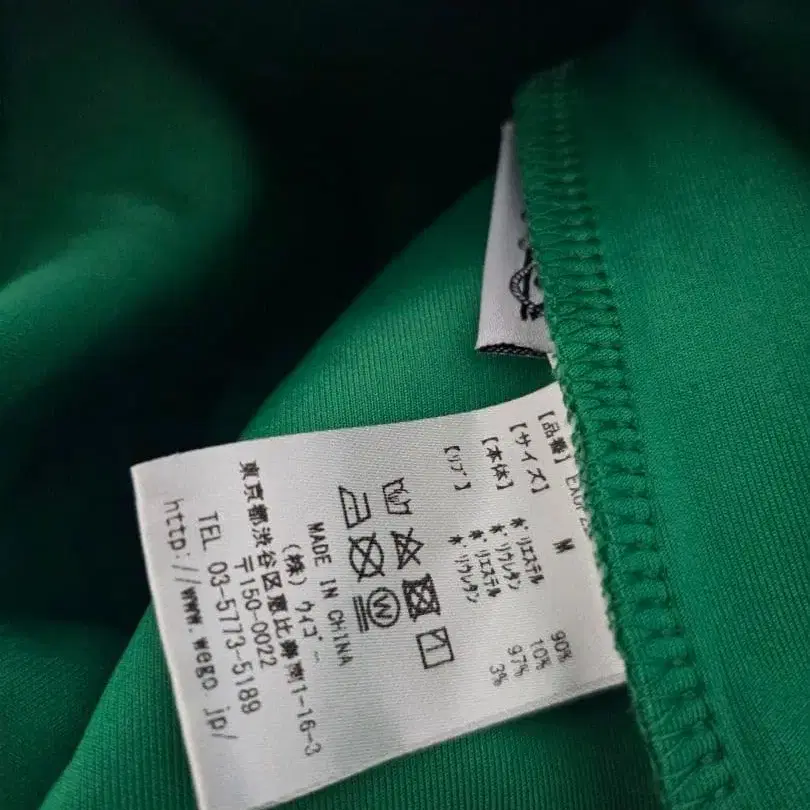 【品番】
【サイズ】 M
【本体】 ポリエステル 90%
ポリウレタン 10%
【リブ】 ポリエステル 97%
ポリウレタン 3%
W
MADE IN CHINA
(株) ウィゴー
〒150-0022
東京都渋谷区恵比寿南1-16-3
TEL 03-5773-5189
http://www.wego.jp/